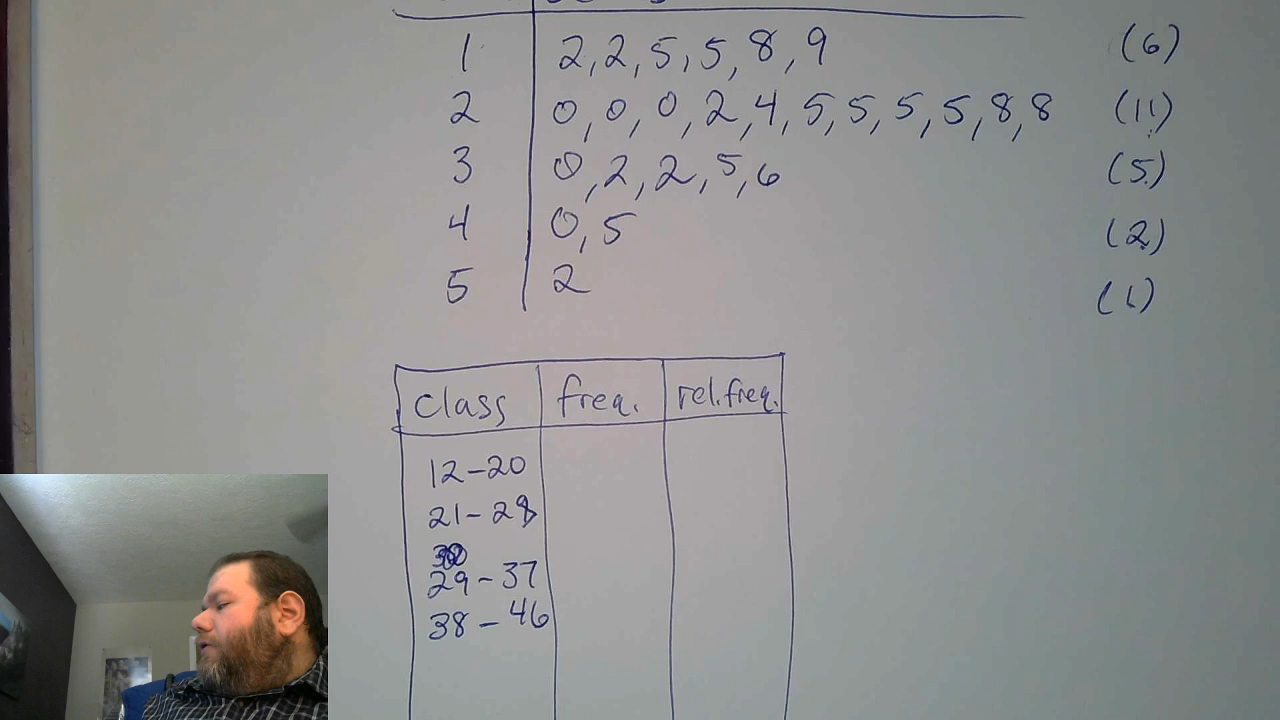 1 2, 2, 5, 5, 8, 9 (6)
2 0, 0, 0, 2, 4, 5, 5, 5, 5, 8, 8 (11)
3 0, 2, 2, 5, 6 (5)
4 0, 5 (2)
5 2 (1)
class freq. rel.freq.
12-20
21-28
29-37
38-46